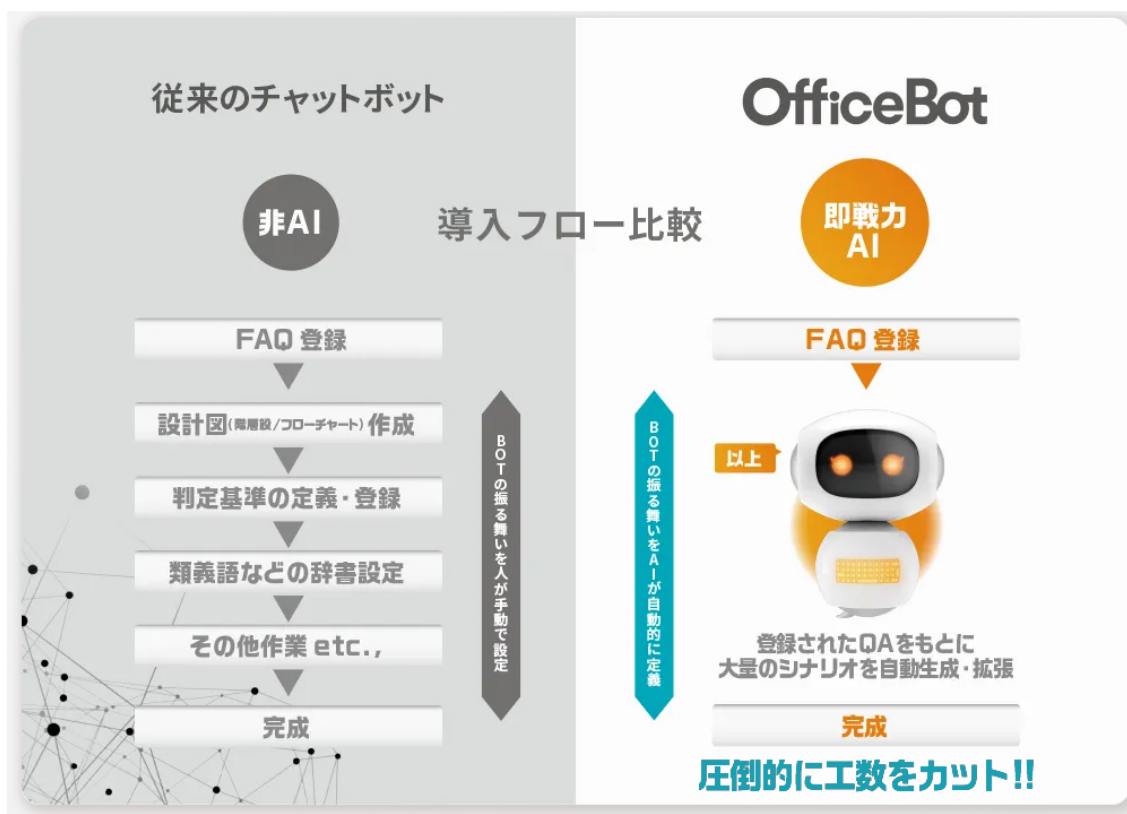 従来のチャットボット
OfficeBot
非AI
導入フロー比較
即戦力
AI
FAQ 登録
設計図(階層設/フローチャート)作成
判定基準の定義・登録
類義語などの辞書設定
その他作業 etc.,
完成
BOTの振る舞いを人が手動で設定
BOTの振る舞いをAIが自動的に定義
FAQ 登録
以上
登録されたQAをもとに
大量のシナリオを自動生成・拡張
完成
圧倒的に工数をカット!!